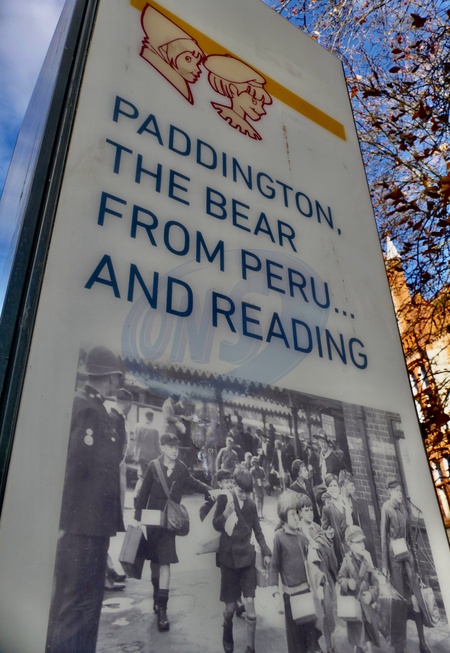 PADDINGTON,
THE BEAR
FROM PERU...
AND READING